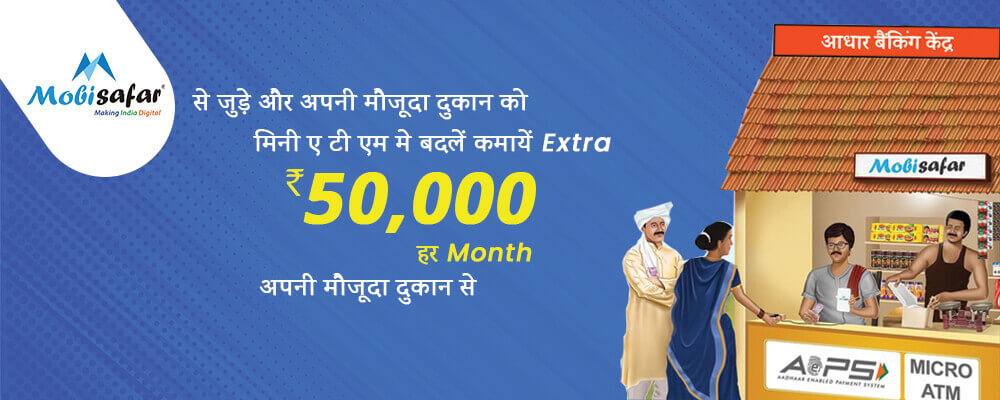 Mobisafar®
Making India Digital
से जुड़े और अपनी मौजूदा दुकान को
मिनी ए टी एम मे बदलें कमायें Extra
₹50,000
हर Month
अपनी मौजूदा दुकान से
आधार बैंकिंग केंद्र
Mobisafar
AePS
AADHAAR ENABLED PAYMENT SYSTEM
MICRO
ATM